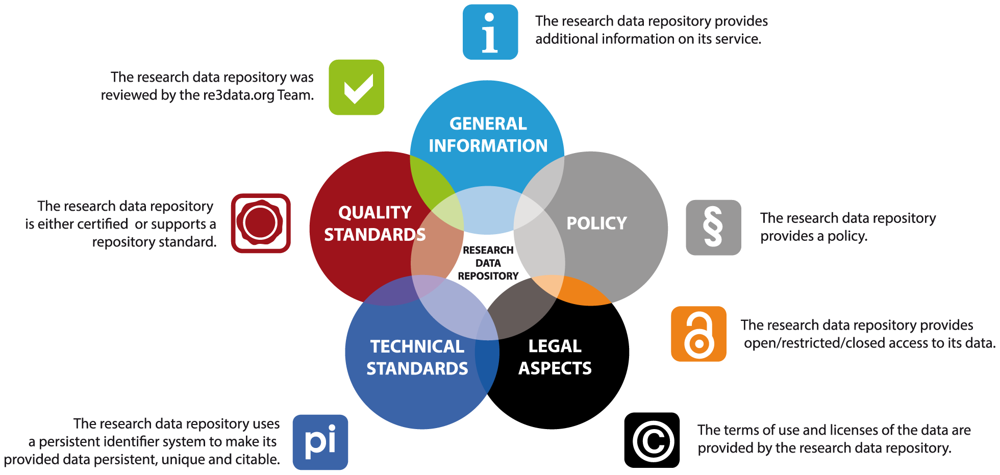 i
The research data repository provides
additional information on its service.
The research data repository was
reviewed by the re3data.org Team.
GENERAL
INFORMATION
The research data repository
is either certified or supports a
repository standard.
QUALITY
STANDARDS
POLICY
§
The research data repository
provides a policy.
RESEARCH
DATA
REPOSITORY
The research data repository provides
open/restricted/closed access to its data.
TECHNICAL
STANDARDS
LEGAL
ASPECTS
The research data repository uses
a persistent identifier system to make its
provided data persistent, unique and citable.
pi
©
The terms of use and licenses of the data are
provided by the research data repository.